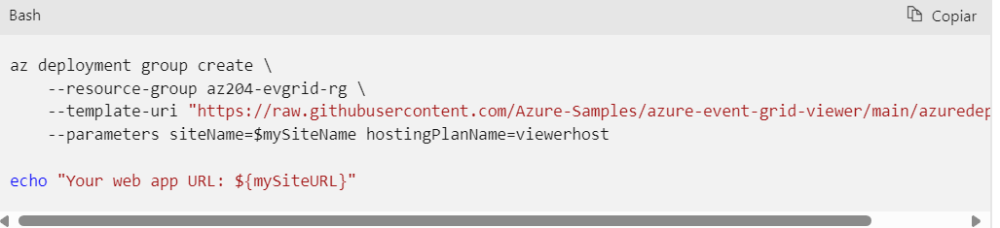 Bash
Copiar
az deployment group create \
--resource-group az204-evgrid-rg \
--template-uri "https://raw.githubusercontent.com/Azure-Samples/azure-event-grid-viewer/main/azuredep
--parameters siteName=$mySiteName hostingPlanName=viewerhost
echo "Your web app URL: ${mySiteURL}"